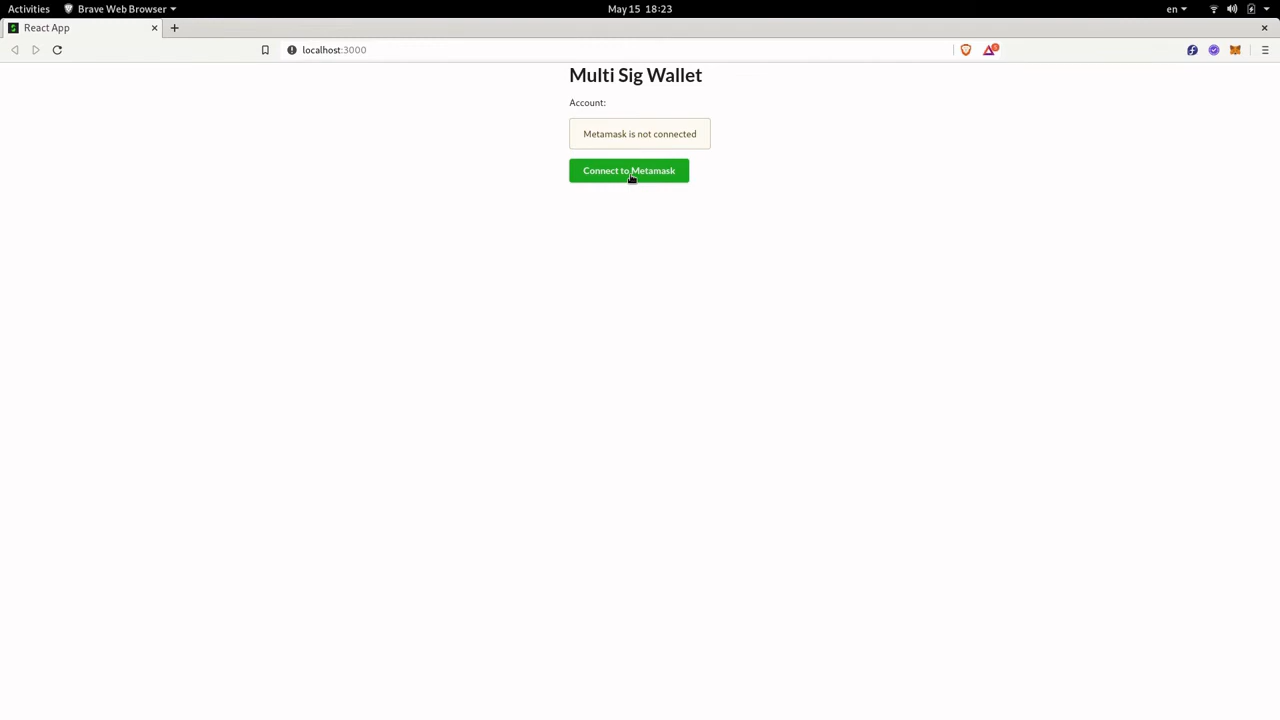 Activities
Brave Web Browser
May 15 18:23
en
React App
localhost:3000
Multi Sig Wallet
Account:
Metamask is not connected
Connect to Metamask